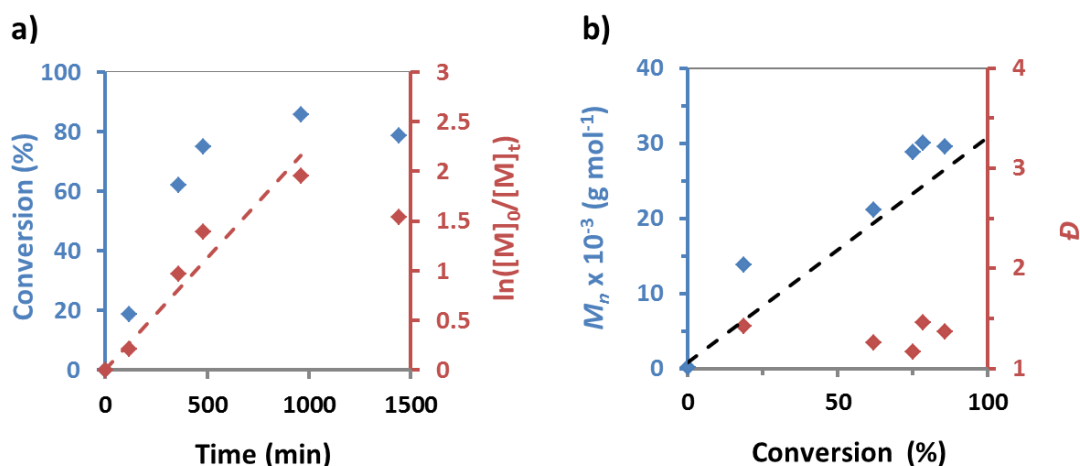 a)
Conversion (%)
100
80
60
40
20
0
3
2.5
2
1.5
1
0.5
0
ln([M]0/[M]t)
0 500 1000 1500
Time (min)
b)
Mn x 10-3 (g mol-1)
40
30
20
10
0
4
3
2
1
Đ
0 50 100
Conversion (%)